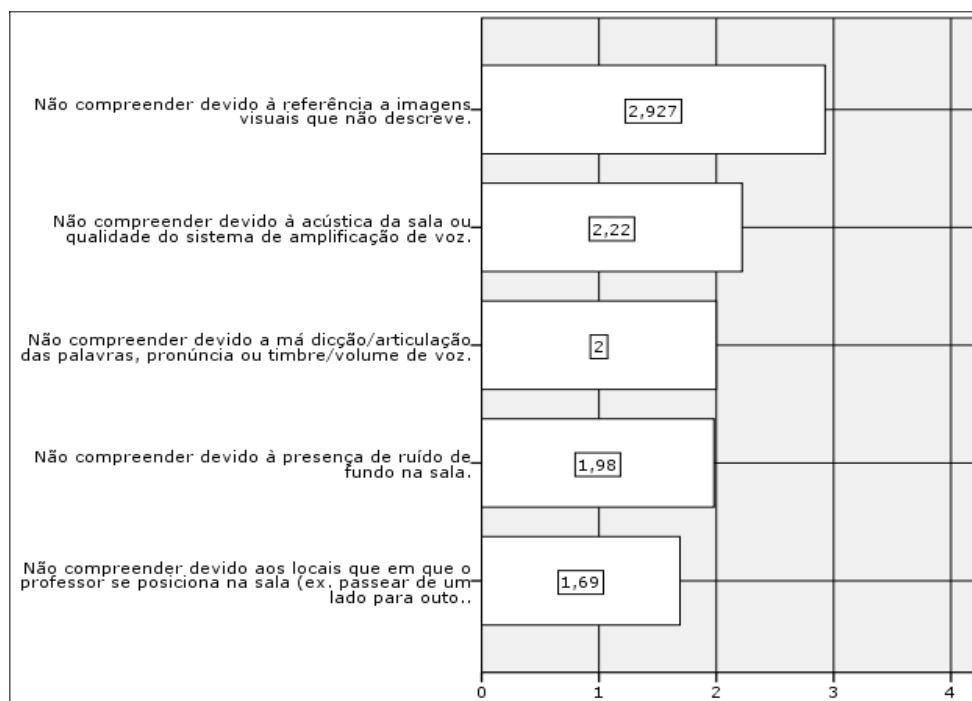 Não compreender devido à referência a imagens
visuais que não descreve.
2,927
Não compreender devido à acústica da sala ou
qualidade do sistema de amplificação de voz.
2,22
Não compreender devido a má dicção/articulação
das palavras, pronúncia ou timbre/volume de voz.
2
Não compreender devido à presença de ruído de
fundo na sala.
1,98
Não compreender devido aos locais que em que o
professor se posiciona na sala (ex. passear de um
lado para outo..
1,69
0 1 2 3 4